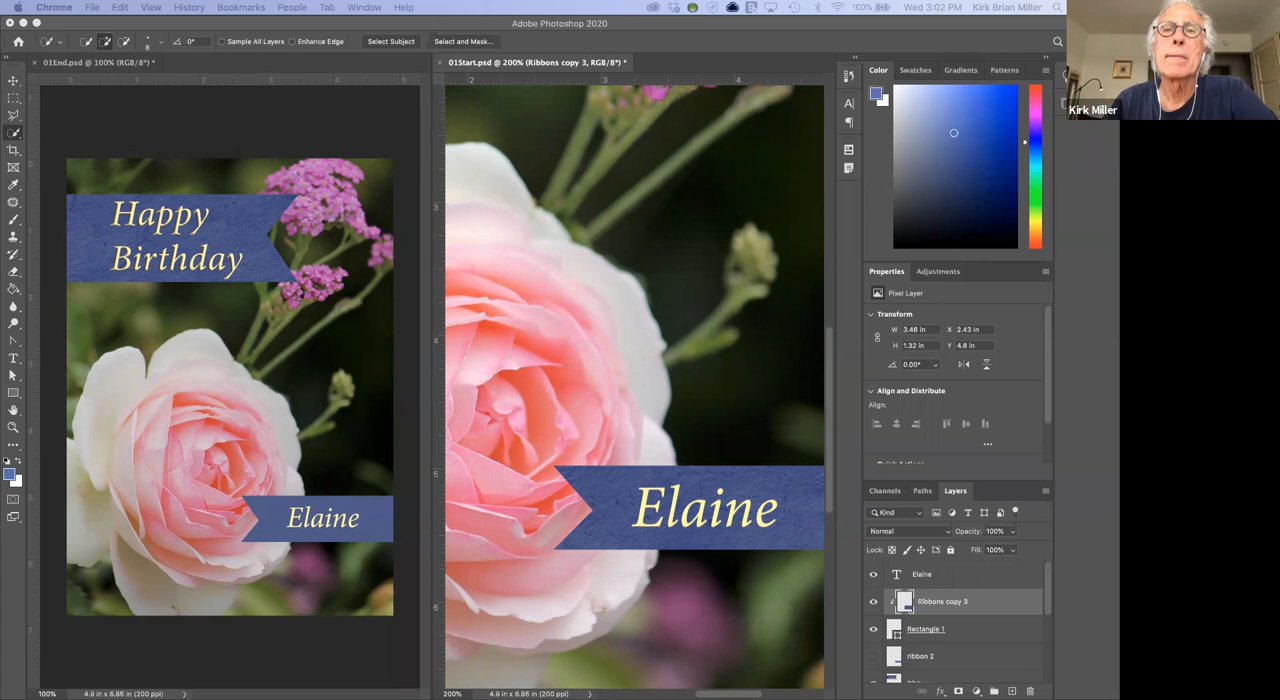 Chrome File Edit View History Bookmarks People Tab Window Help 100% Wed 3:02 PM Kirk Brian Miller
Adobe Photoshop 2020
8 0° Sample All Layers Enhance Edge Select Subject Select and Mask...
01End.psd @ 100% (RGB/8*) *
01Start.psd @ 200% (Ribbons copy 3, RGB/8*) *
Happy
Birthday
Elaine
Elaine
100% 4.9 in x 6.86 in (200 ppi)
200% 4.9 in x 6.86 in (200 ppi)
Color Swatches Gradients Patterns
Properties Adjustments
Pixel Layer
Transform
W 3.46 in X 2.43 in
H 1.32 in Y 4.8 in
0.00°
Align and Distribute
Align:
Channels Paths Layers
Kind
Normal Opacity: 100%
Lock: Fill: 100%
Elaine
Ribbons copy 3
Rectangle 1
ribbon 2
Kirk Miller